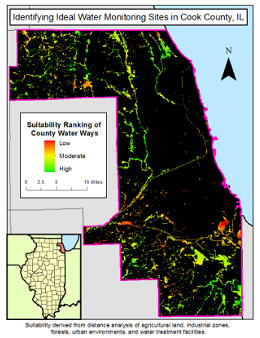 Identifying Ideal Water Monitoring Sites in Cook County, IL
N
Suitability Ranking of
County Water Ways
Low
Moderate
High
0 2.5 5 10 Miles
Suitability derived from distance analysis of agricultural land, industrial zones,
forests, urban environments, and water treatment facilities.